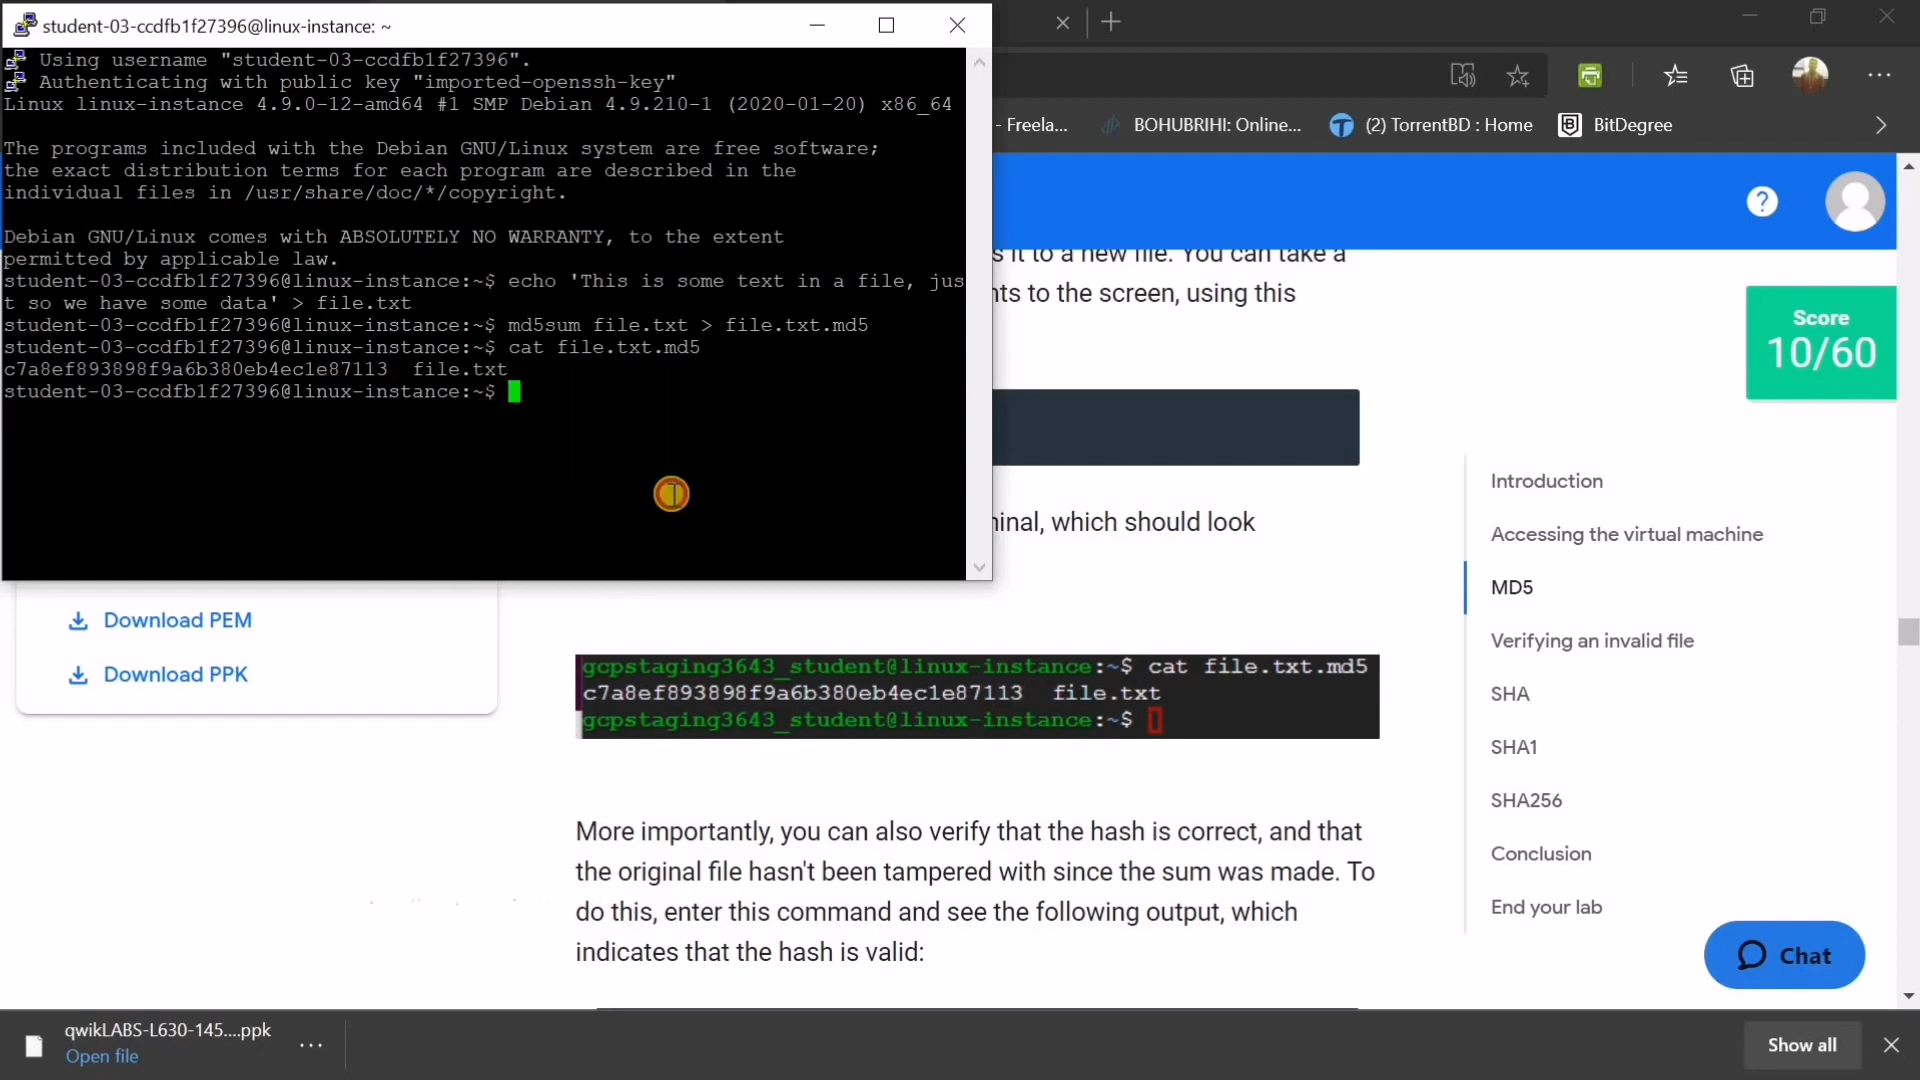 student-03-ccdfb1f27396@linux-instance: ~
Using username "student-03-ccdfb1f27396".
Authenticating with public key "imported-openssh-key"
Linux linux-instance 4.9.0-12-amd64 #1 SMP Debian 4.9.210-1 (2020-01-20) x86_64
The programs included with the Debian GNU/Linux system are free software;
the exact distribution terms for each program are described in the
individual files in /usr/share/doc/*/copyright.
Debian GNU/Linux comes with ABSOLUTELY NO WARRANTY, to the extent
permitted by applicable law.
student-03-ccdfb1f27396@linux-instance:~$ echo 'This is some text in a file, jus
t so we have some data' > file.txt
student-03-ccdfb1f27396@linux-instance:~$ md5sum file.txt > file.txt.md5
student-03-ccdfb1f27396@linux-instance:~$ cat file.txt.md5
c7a8ef893898f9a6b380eb4ec1e87113  file.txt
student-03-ccdfb1f27396@linux-instance:~$
- Freela...
BOHUBRIHI: Online...
(2) TorrentBD : Home
BitDegree
s it to a new file. You can take a
nts to the screen, using this
Score
10/60
minal, which should look
Introduction
Accessing the virtual machine
MD5
Verifying an invalid file
SHA
SHA1
SHA256
Conclusion
End your lab
Download PEM
Download PPK
gcpstaging3643_student@linux-instance:~$ cat file.txt.md5
c7a8ef893898f9a6b380eb4ec1e87113  file.txt
gcpstaging3643_student@linux-instance:~$
More importantly, you can also verify that the hash is correct, and that
the original file hasn't been tampered with since the sum was made. To
do this, enter this command and see the following output, which
indicates that the hash is valid:
Chat
qwikLABS-L630-145....ppk
Open file
Show all